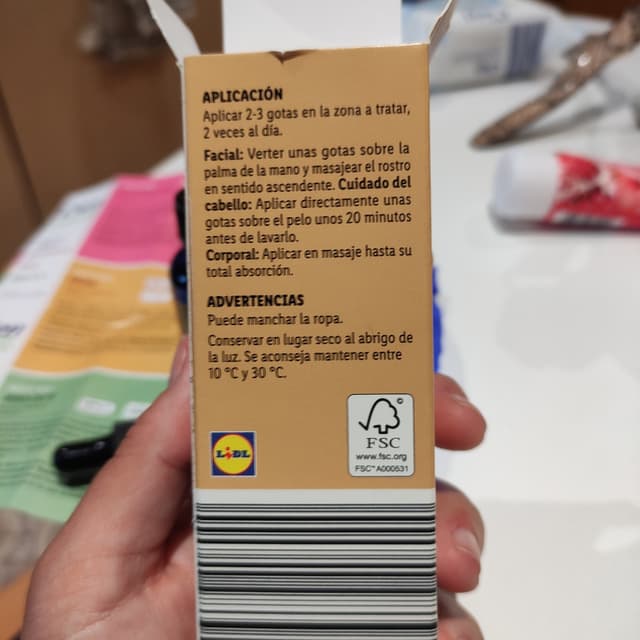 APLICACIÓN
Aplicar 2-3 gotas en la zona a tratar,
2 veces al día.
Facial: Verter unas gotas sobre la
palma de la mano y masajear el rostro
en sentido ascendente. Cuidado del
cabello: Aplicar directamente unas
gotas sobre el pelo unos 20 minutos
antes de lavarlo.
Corporal: Aplicar en masaje hasta su
total absorción.
ADVERTENCIAS
Puede manchar la ropa.
Conservar en lugar seco al abrigo de
la luz. Se aconseja mantener entre
10 °C y 30 °C.
LIDL
©
FSC
www.fsc.org
FSC™ A000531